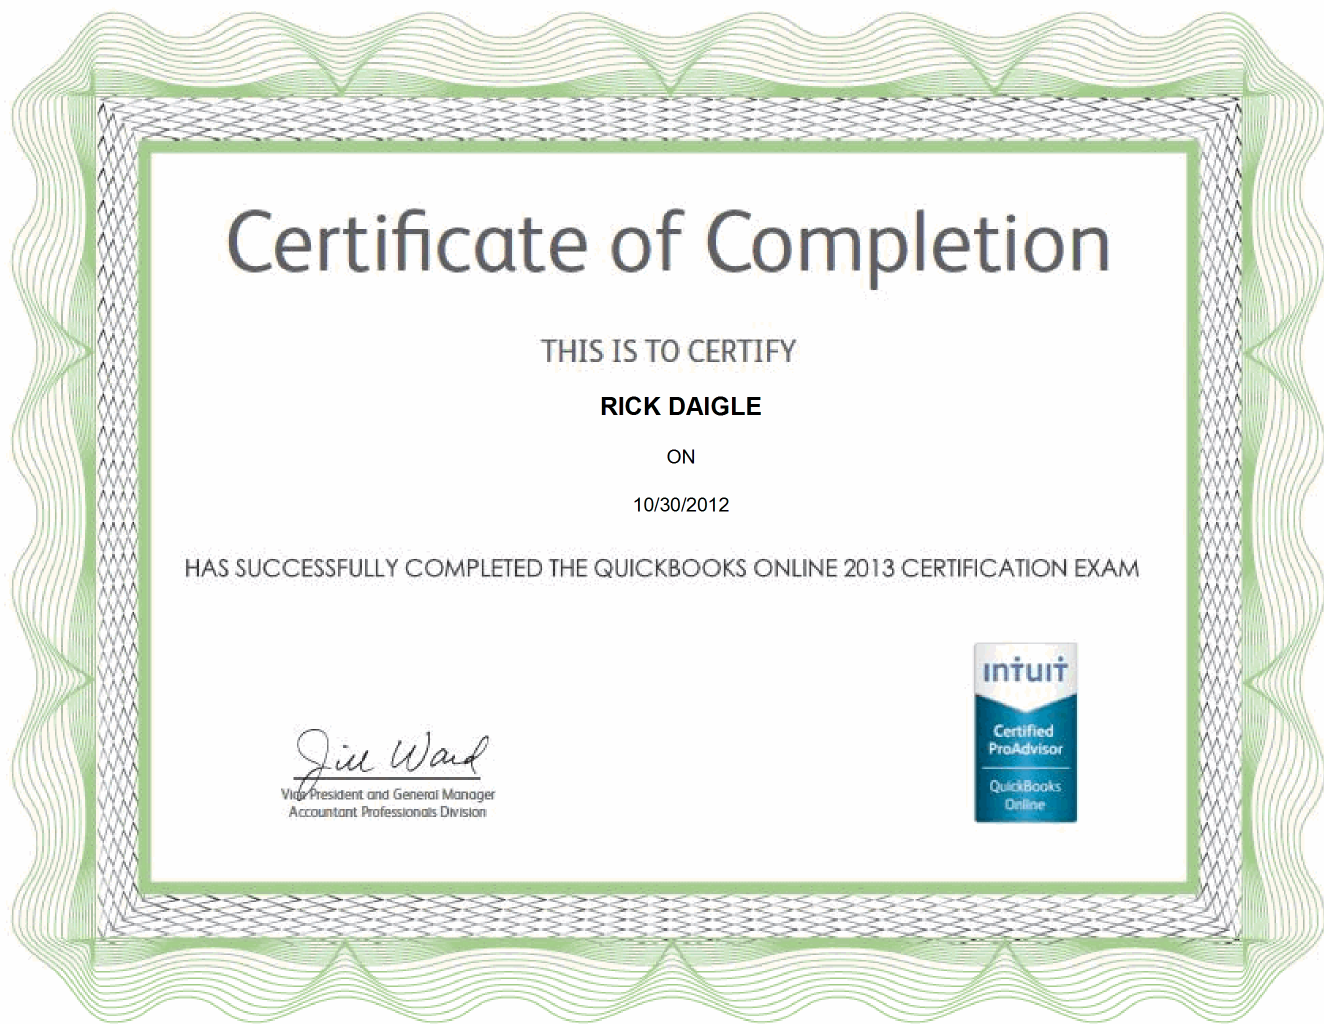 Certificate of Completion
THIS IS TO CERTIFY
RICK DAIGLE
ON
10/30/2012
HAS SUCCESSFULLY COMPLETED THE QUICKBOOKS ONLINE 2013 CERTIFICATION EXAM
Jill Ward
Vice President and General Manager
Accountant Professionals Division
intuit
Certified
ProAdvisor
QuickBooks
Online